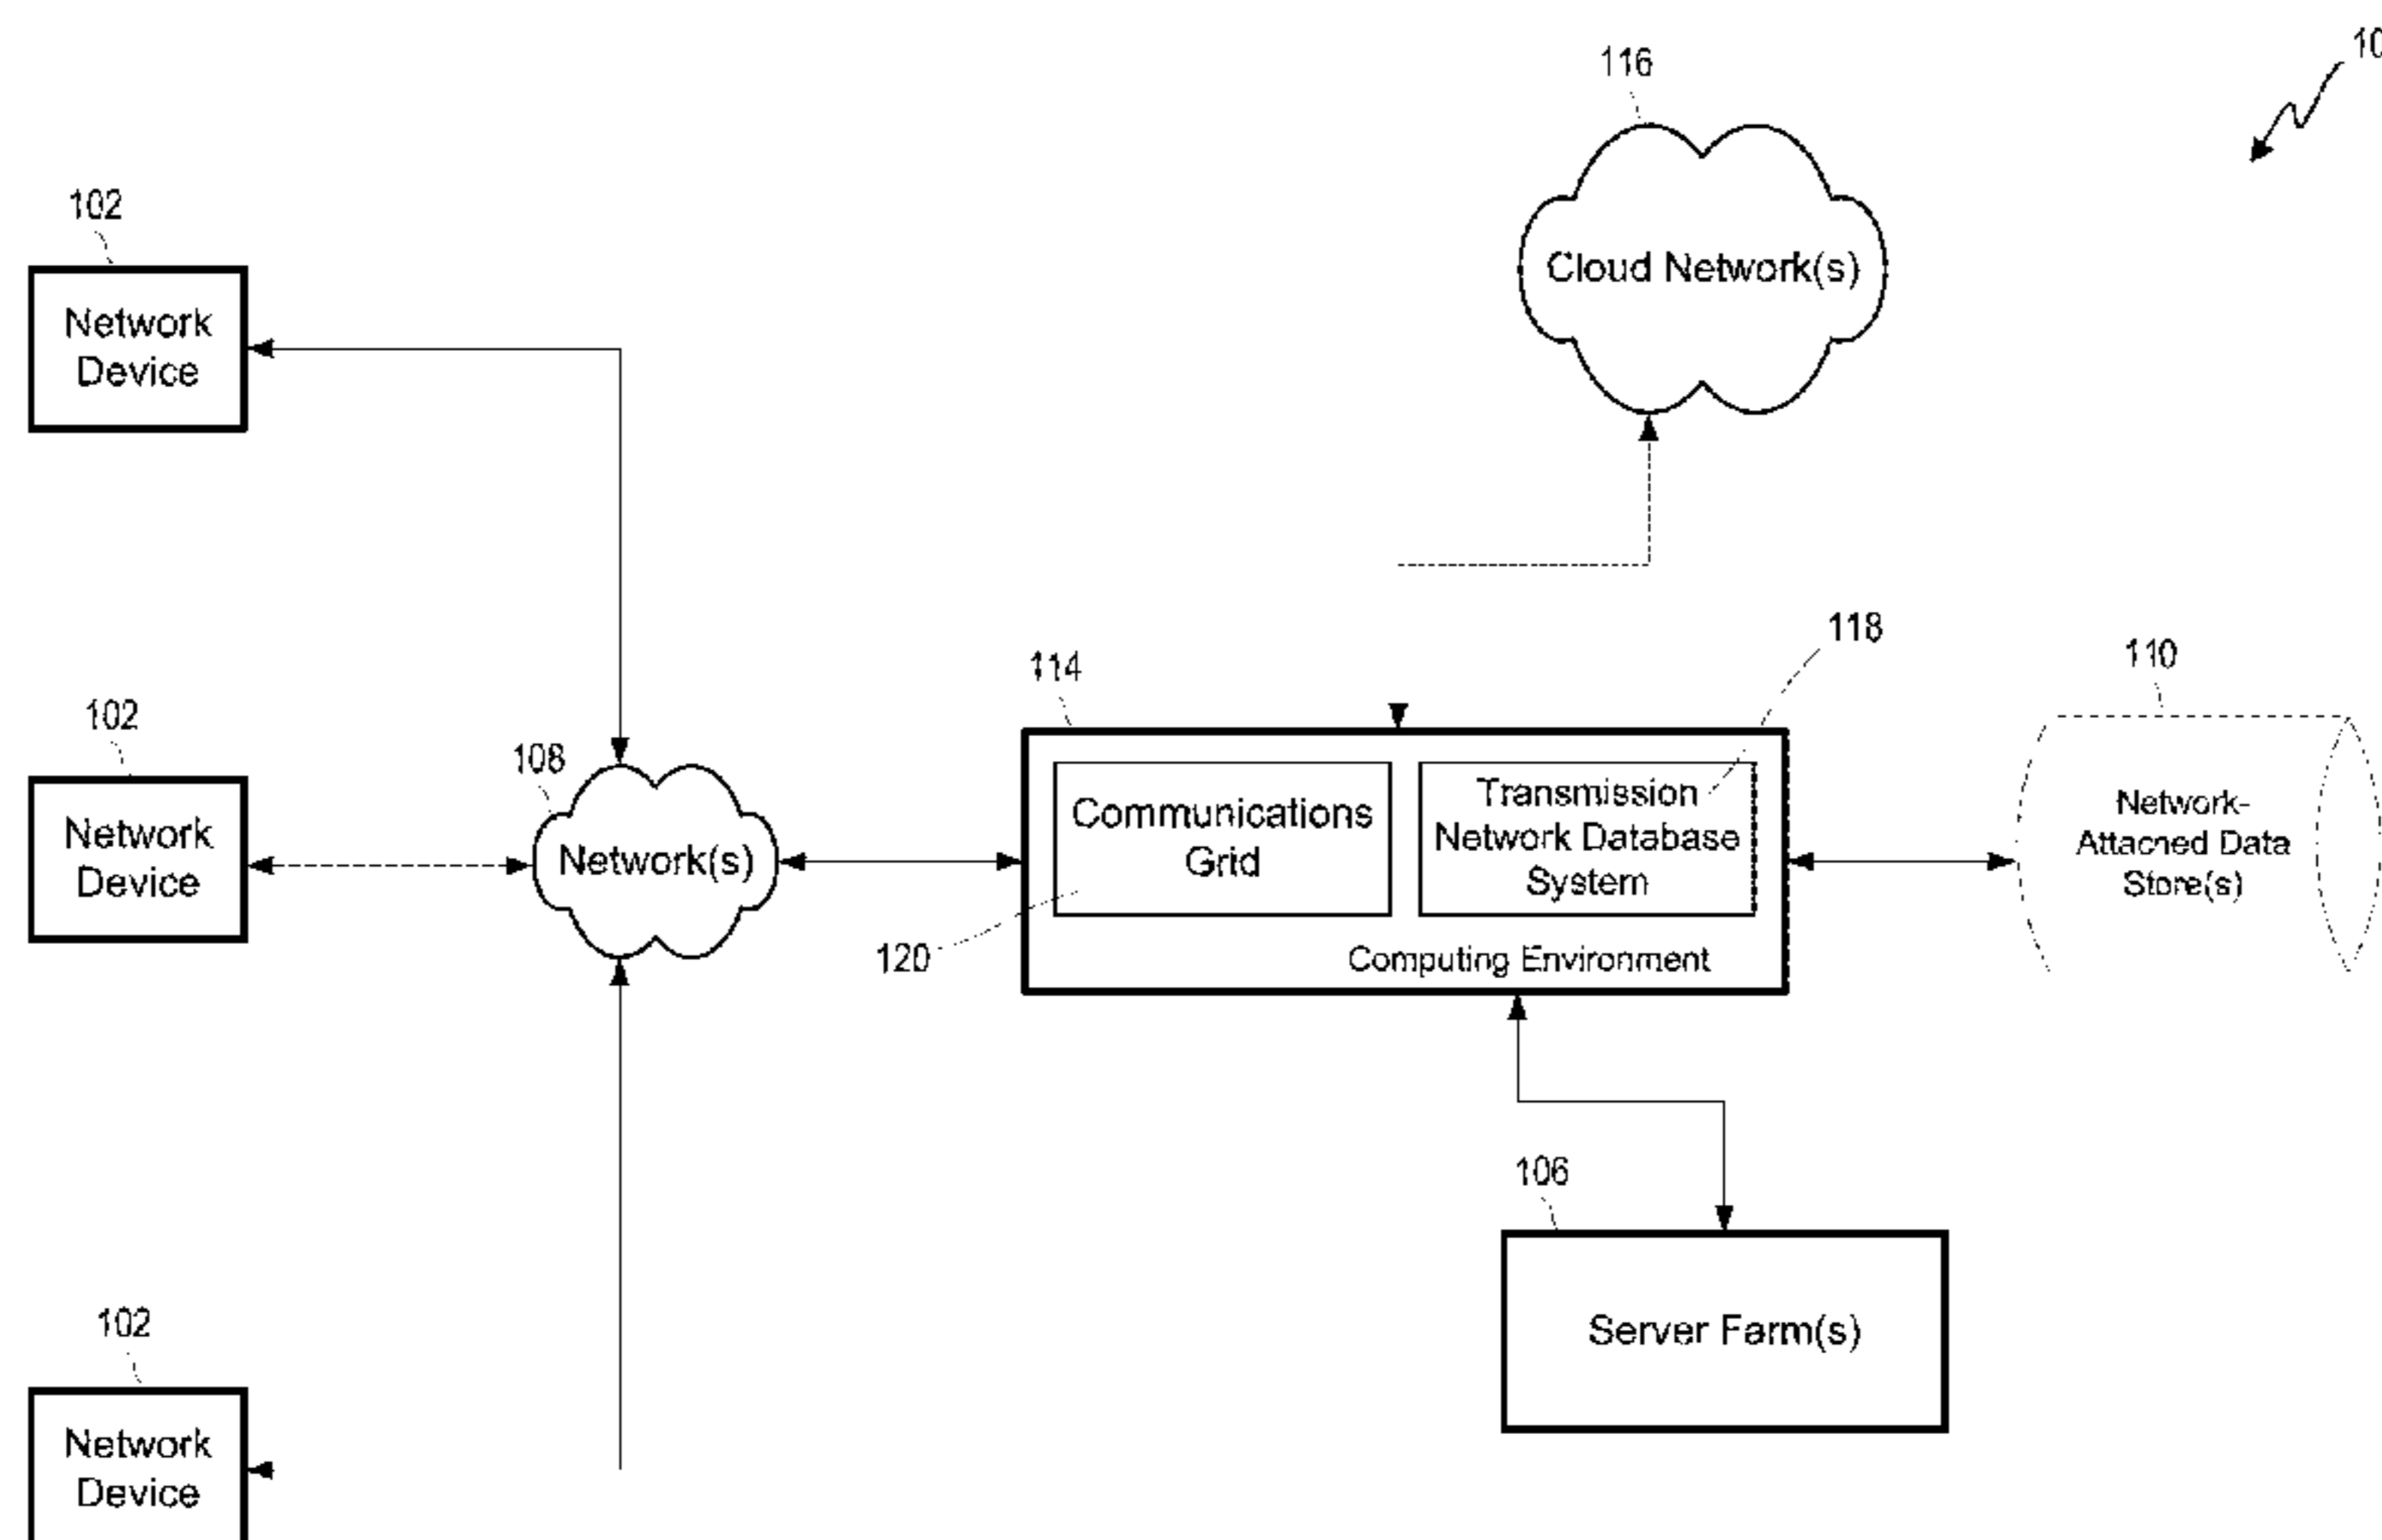 10
116
Cloud Network(s)
102
Network
Device
118
114
110
102
108
Network
Device
Network(s)
Communications
Grid
Transmission
Network Database
System
Network-
Attacned Data
Store(s)
120
Computing Environment
106
Server Farm(s)
102
Network
Device